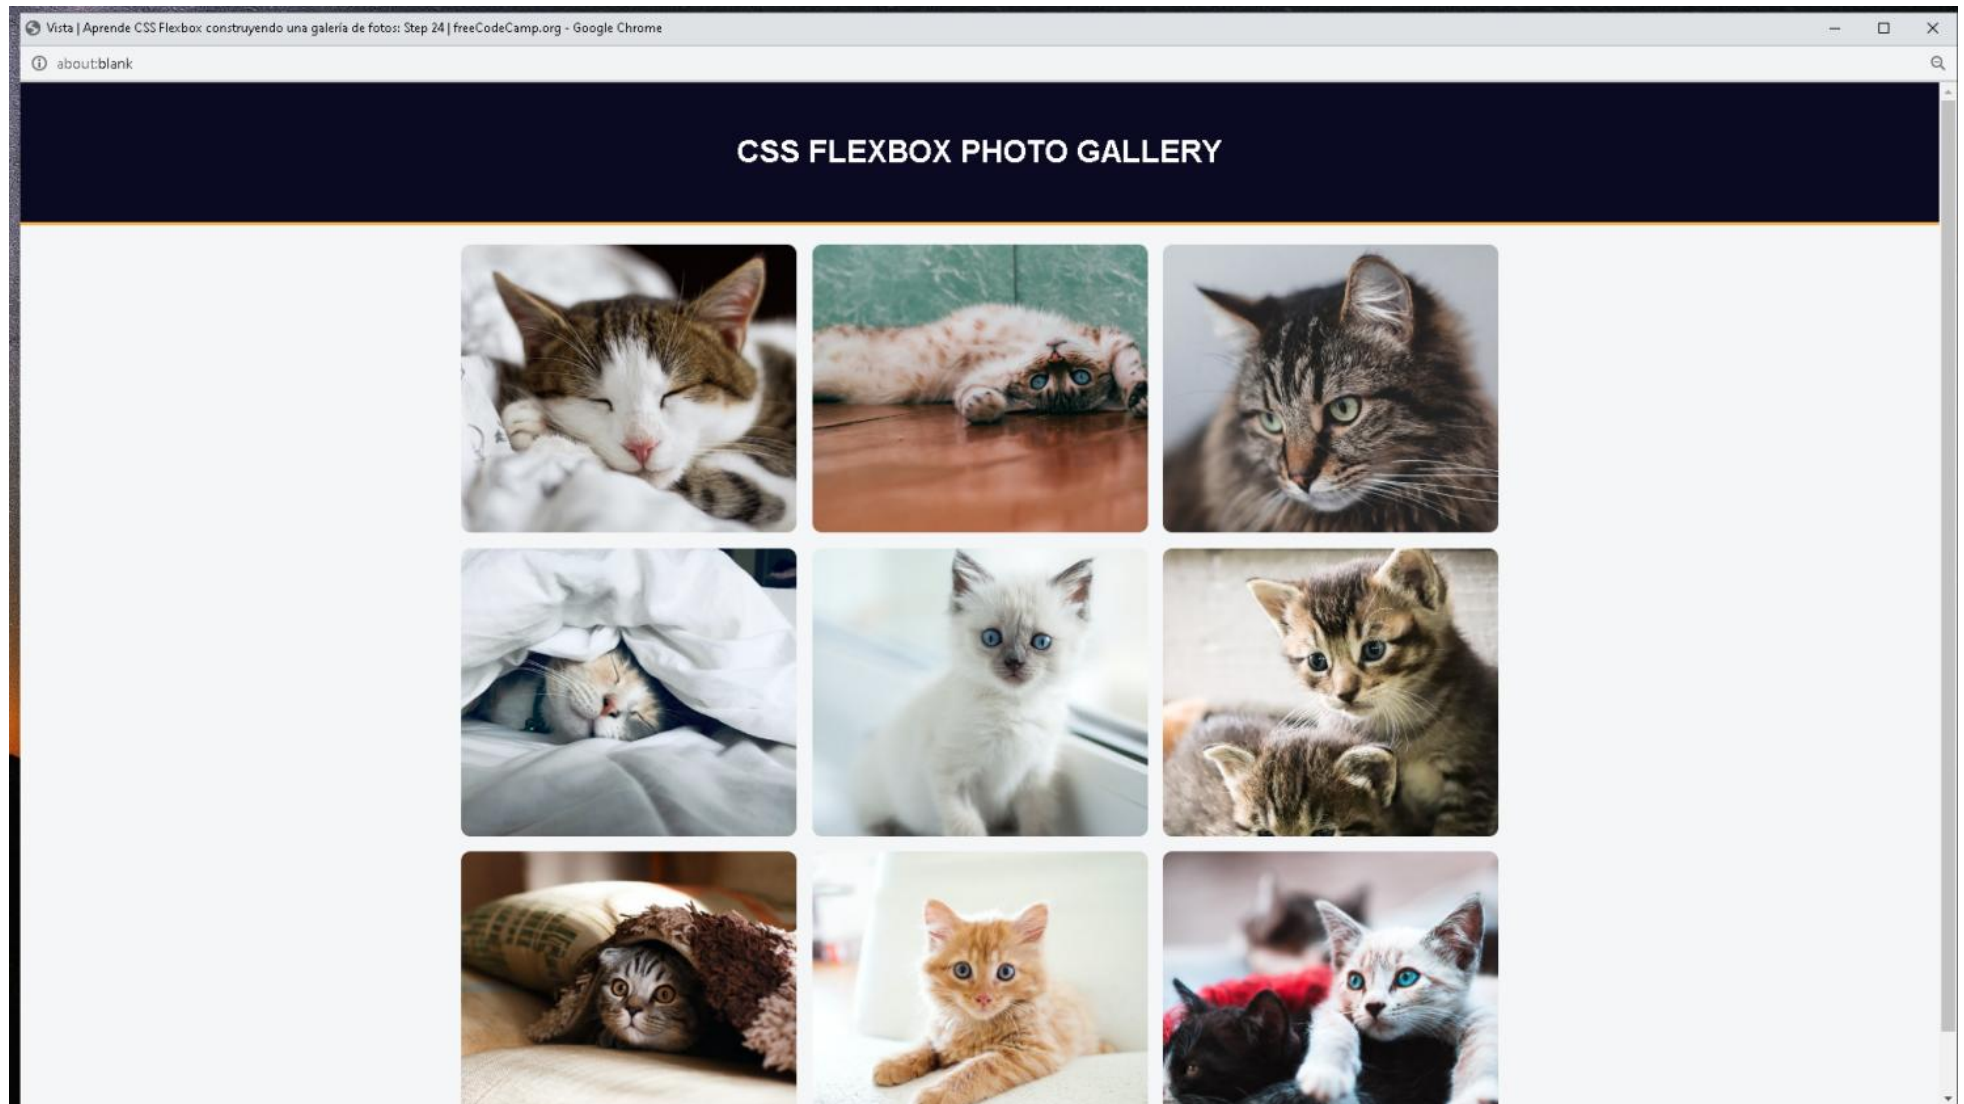 Vista | Aprende CSS Flexbox construyendo una galería de fotos: Step 24 | freeCodeCamp.org - Google Chrome
about:blank
CSS FLEXBOX PHOTO GALLERY